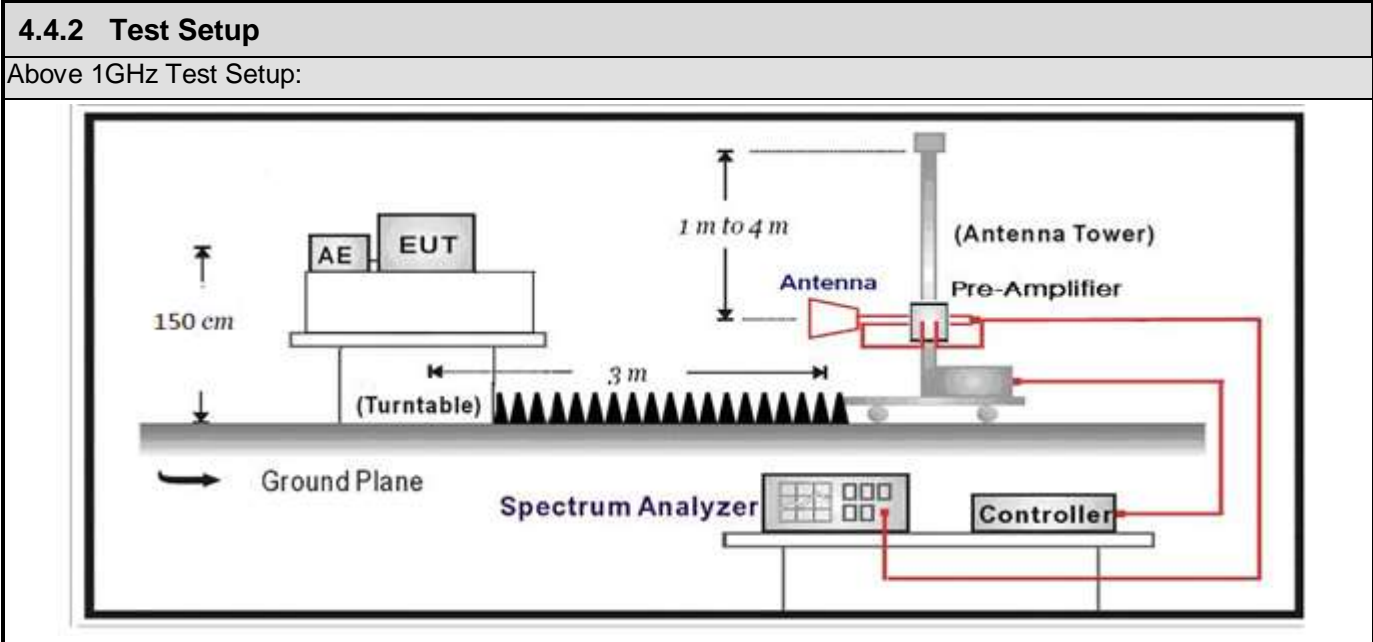 4.4.2 Test Setup
Above 1GHz Test Setup:
1 m to 4 m
(Antenna Tower)
AE
EUT
Antenna
Pre-Amplifier
150 cm
3 m
(Turntable)
Ground Plane
Spectrum Analyzer
Controller